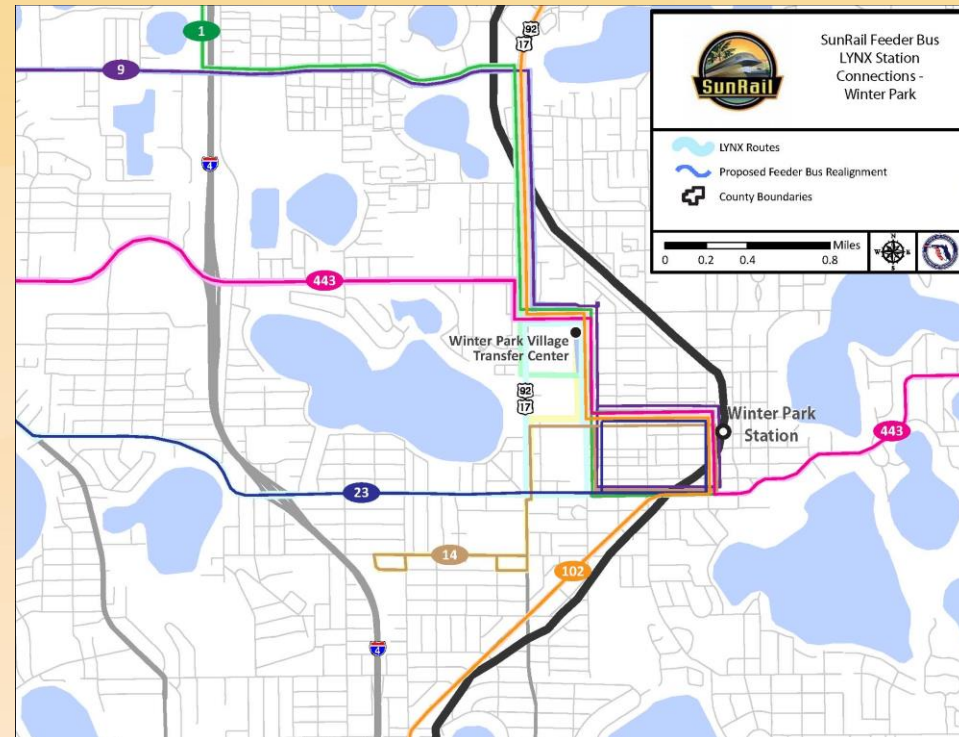 1
92
17
9
4
443
Winter Park Village
Transfer Center
92
17
Winter Park
Station
443
23
14
102
4
SunRail
SunRail Feeder Bus
LYNX Station
Connections -
Winter Park
LYNX Routes
Proposed Feeder Bus Realignment
County Boundaries
Miles
0 0.2 0.4 0.8
N
W E
S